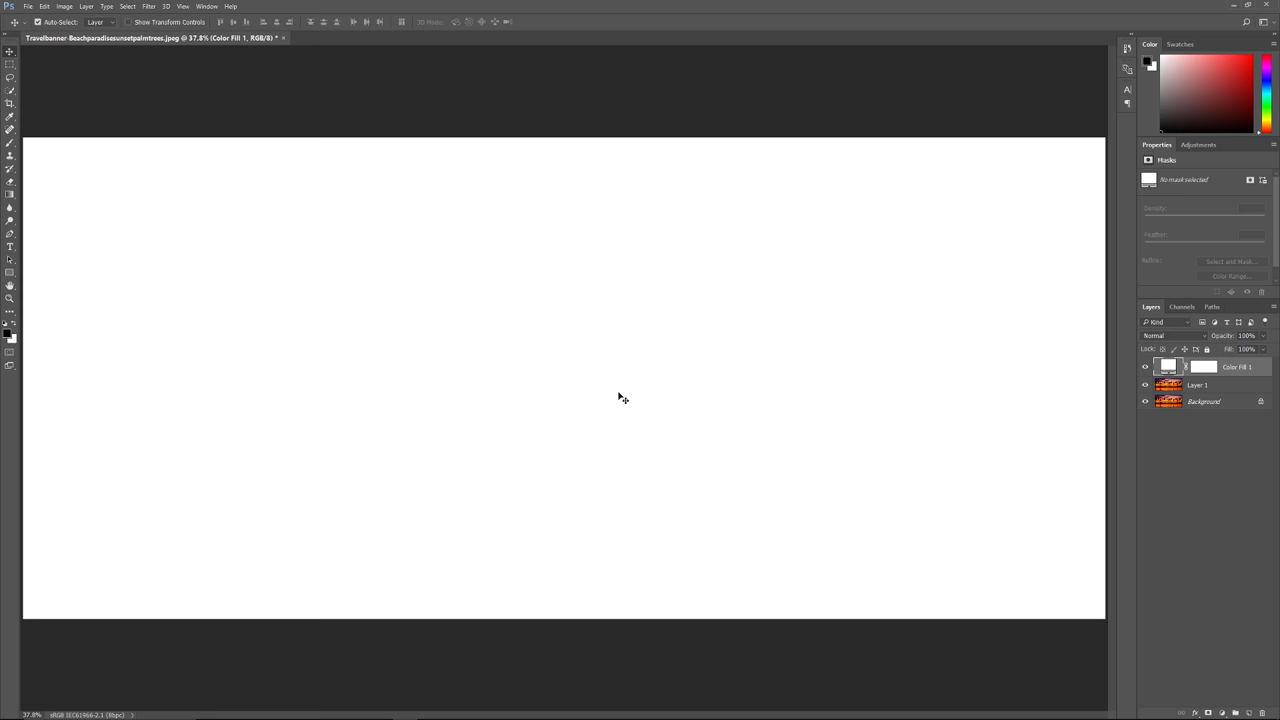 Ps File Edit Image Layer Type Select Filter 3D View Window Help
Auto-Select: Layer Show Transform Controls 3D Mode:
Travelbanner-Beachparadisesunsetpalmtrees.jpeg @ 37.8% (Color Fill 1, RGB/8) * ×
Color Swatches
Properties Adjustments
Masks
No mask selected
Density:
Feather:
Refine: Select and Mask...
Color Range...
Layers Channels Paths
Kind
Normal Opacity: 100%
Lock: Fill: 100%
Color Fill 1
Layer 1
Background
37.8% sRGB IEC61966-2.1 (8bpc)